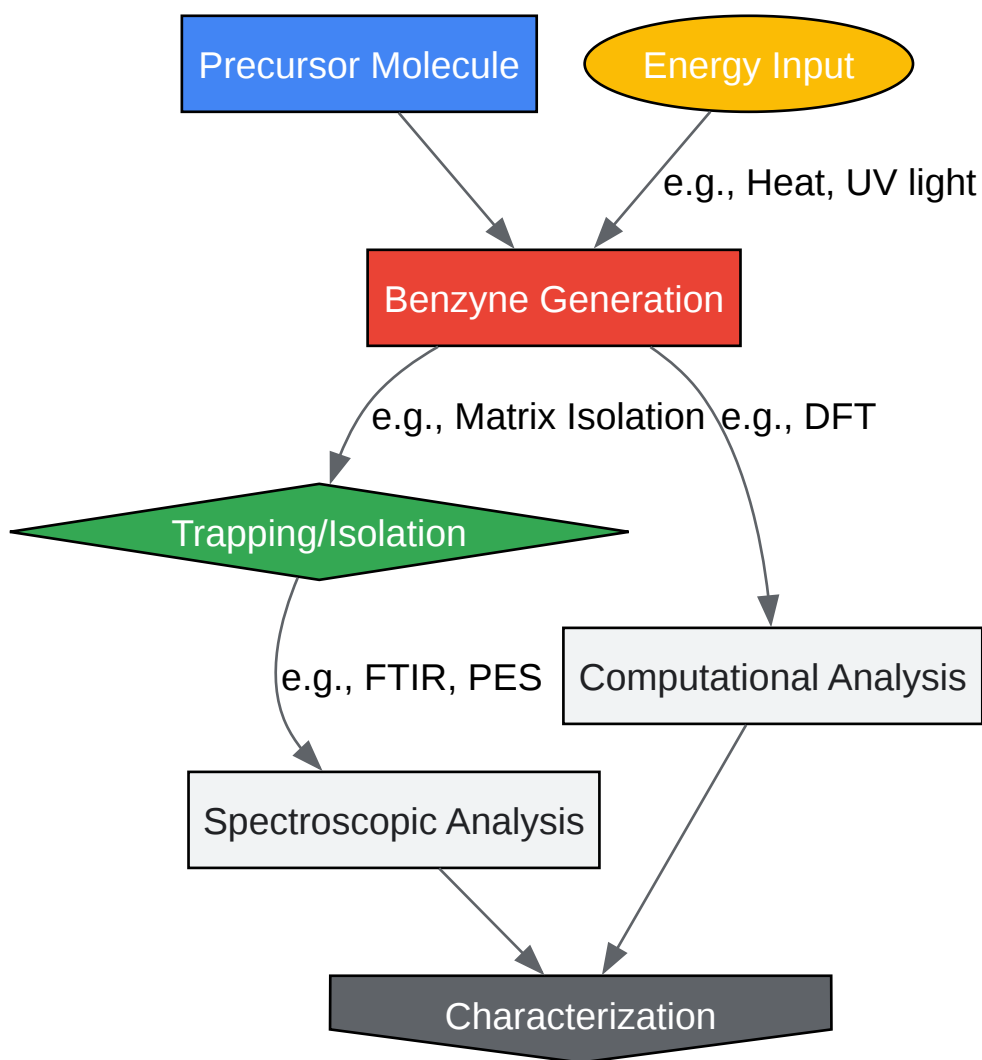 Precursor Molecule
Energy Input
e.g., Heat, UV light
Benzyne Generation
e.g., Matrix Isolation
e.g., DFT
Trapping/Isolation
e.g., FTIR, PES
Computational Analysis
Spectroscopic Analysis
Characterization